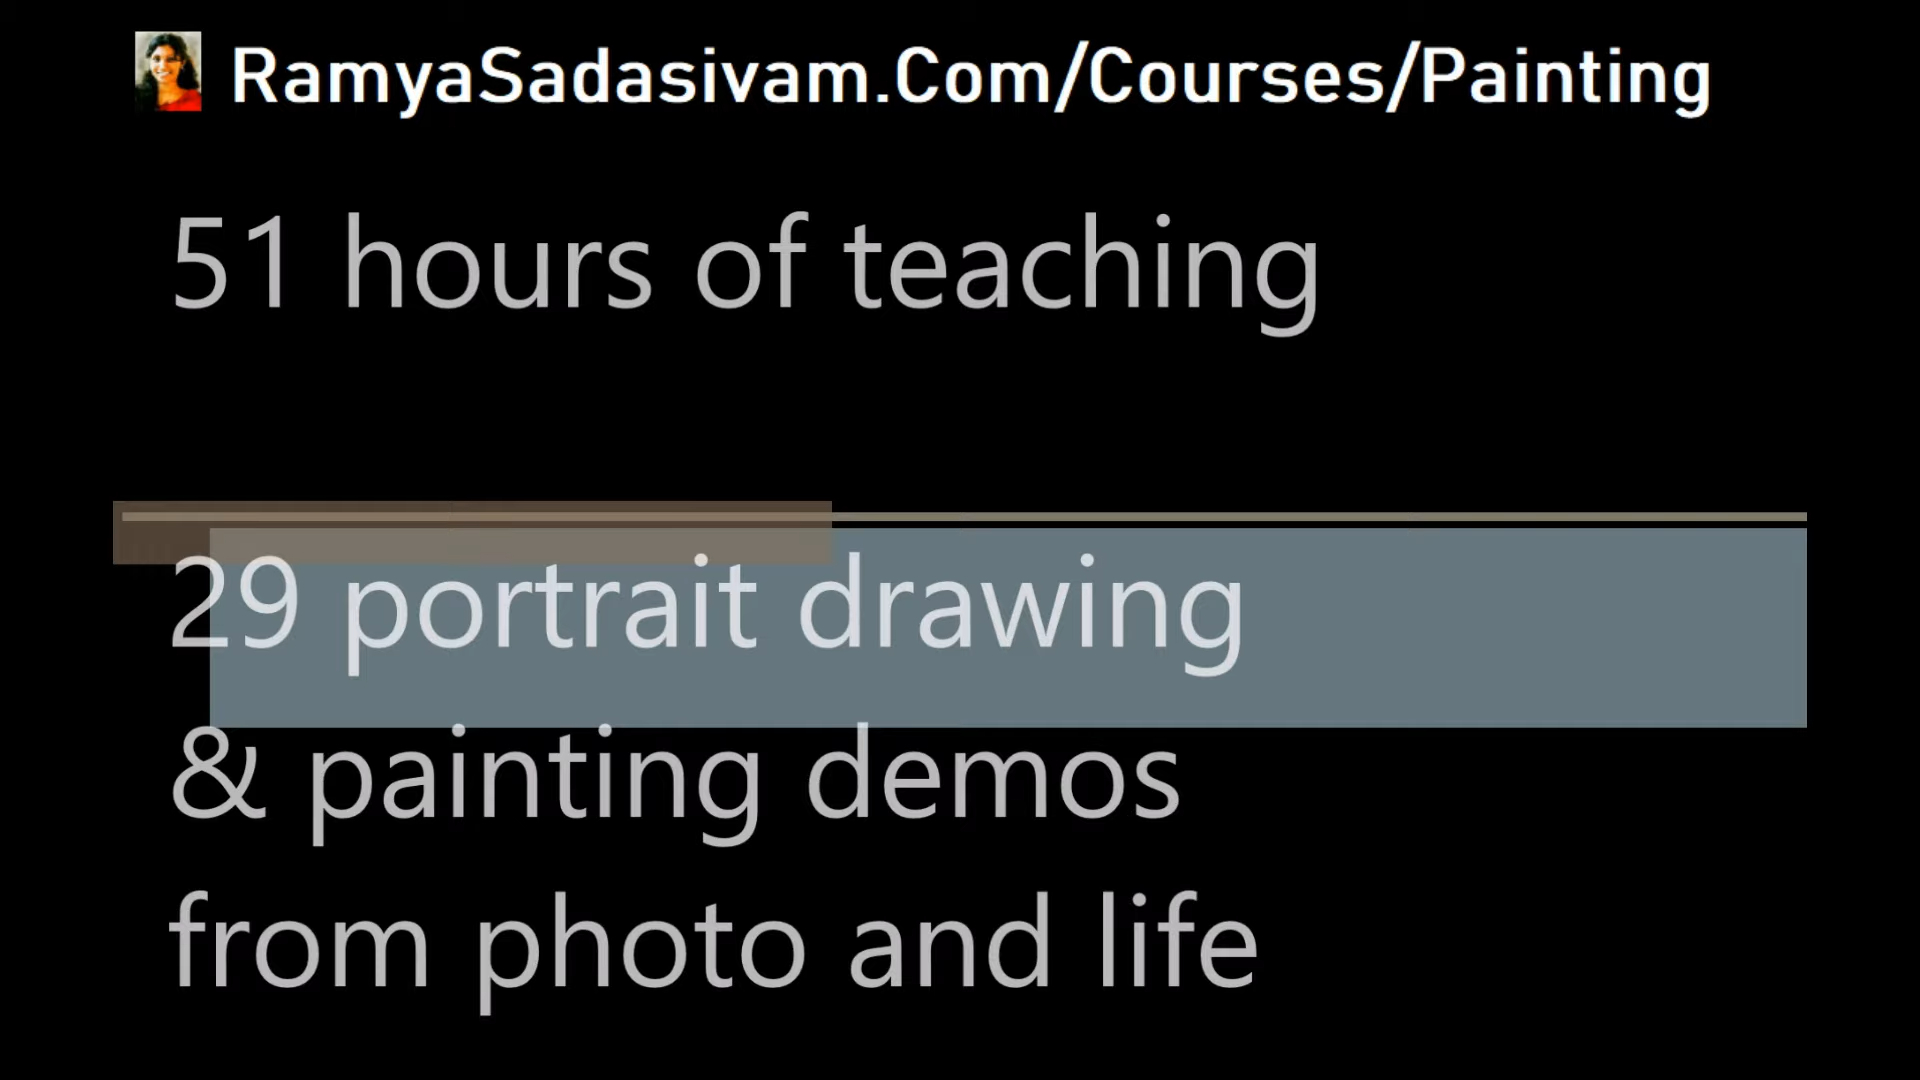 RamyaSadasivam.Com/Courses/Painting
51 hours of teaching
29 portrait drawing
& painting demos
from photo and life